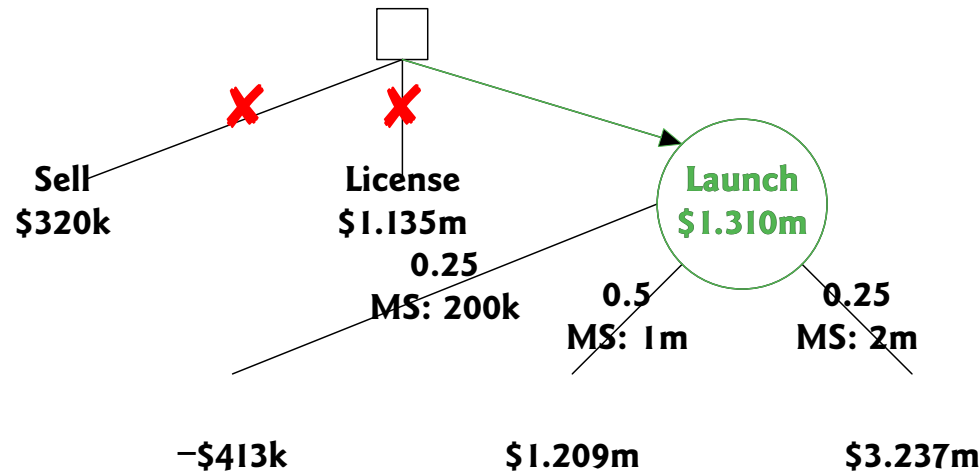 Sell
$320k
License
$1.135m
Launch
$1.310m
0.25
MS: 200k
0.5
MS: 1m
0.25
MS: 2m
−$413k
$1.209m
$3.237m